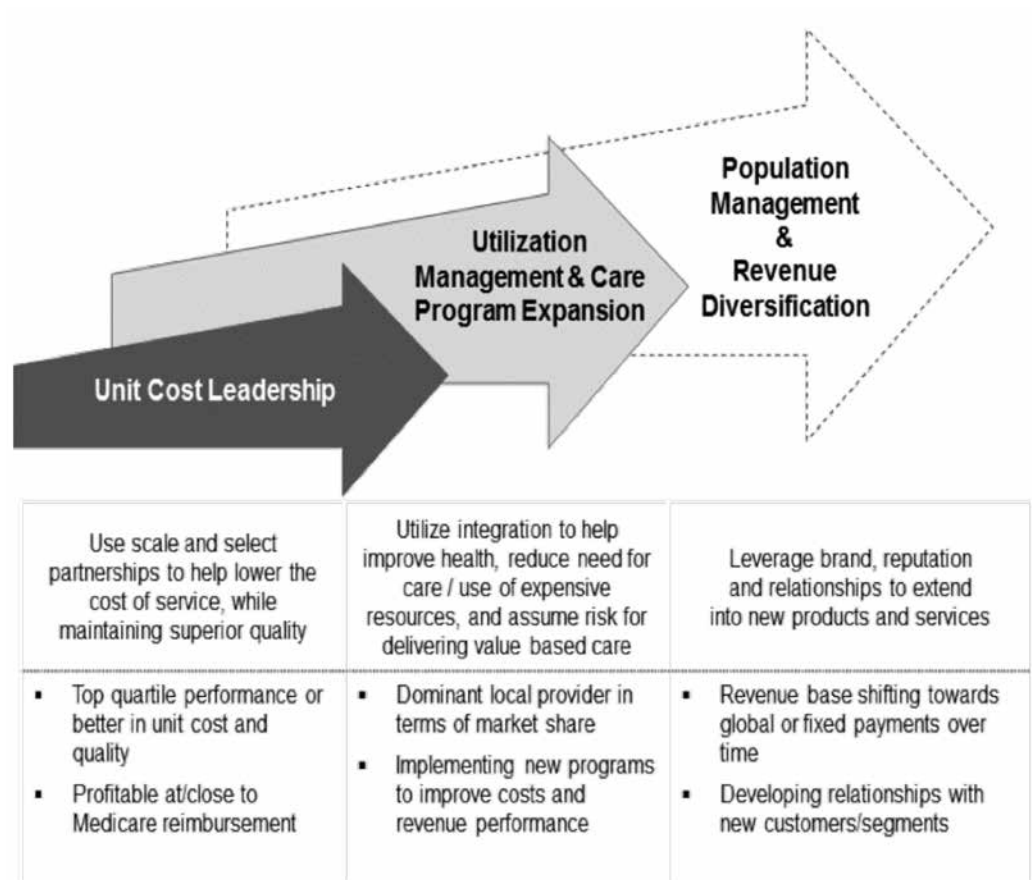 Population
Management
&
Revenue
Diversification
Utilization
Management & Care
Program Expansion
Unit Cost Leadership
Use scale and select
partnerships to help lower the
cost of service, while
maintaining superior quality
Utilize integration to help
improve health, reduce need for
care / use of expensive
resources, and assume risk for
delivering value based care
Leverage brand, reputation
and relationships to extend
into new products and services
▪ Top quartile performance or
better in unit cost and
quality
▪ Profitable at/close to
Medicare reimbursement
▪ Dominant local provider in
terms of market share
▪ Implementing new programs
to improve costs and
revenue performance
▪ Revenue base shifting towards
global or fixed payments over
time
▪ Developing relationships with
new customers/segments